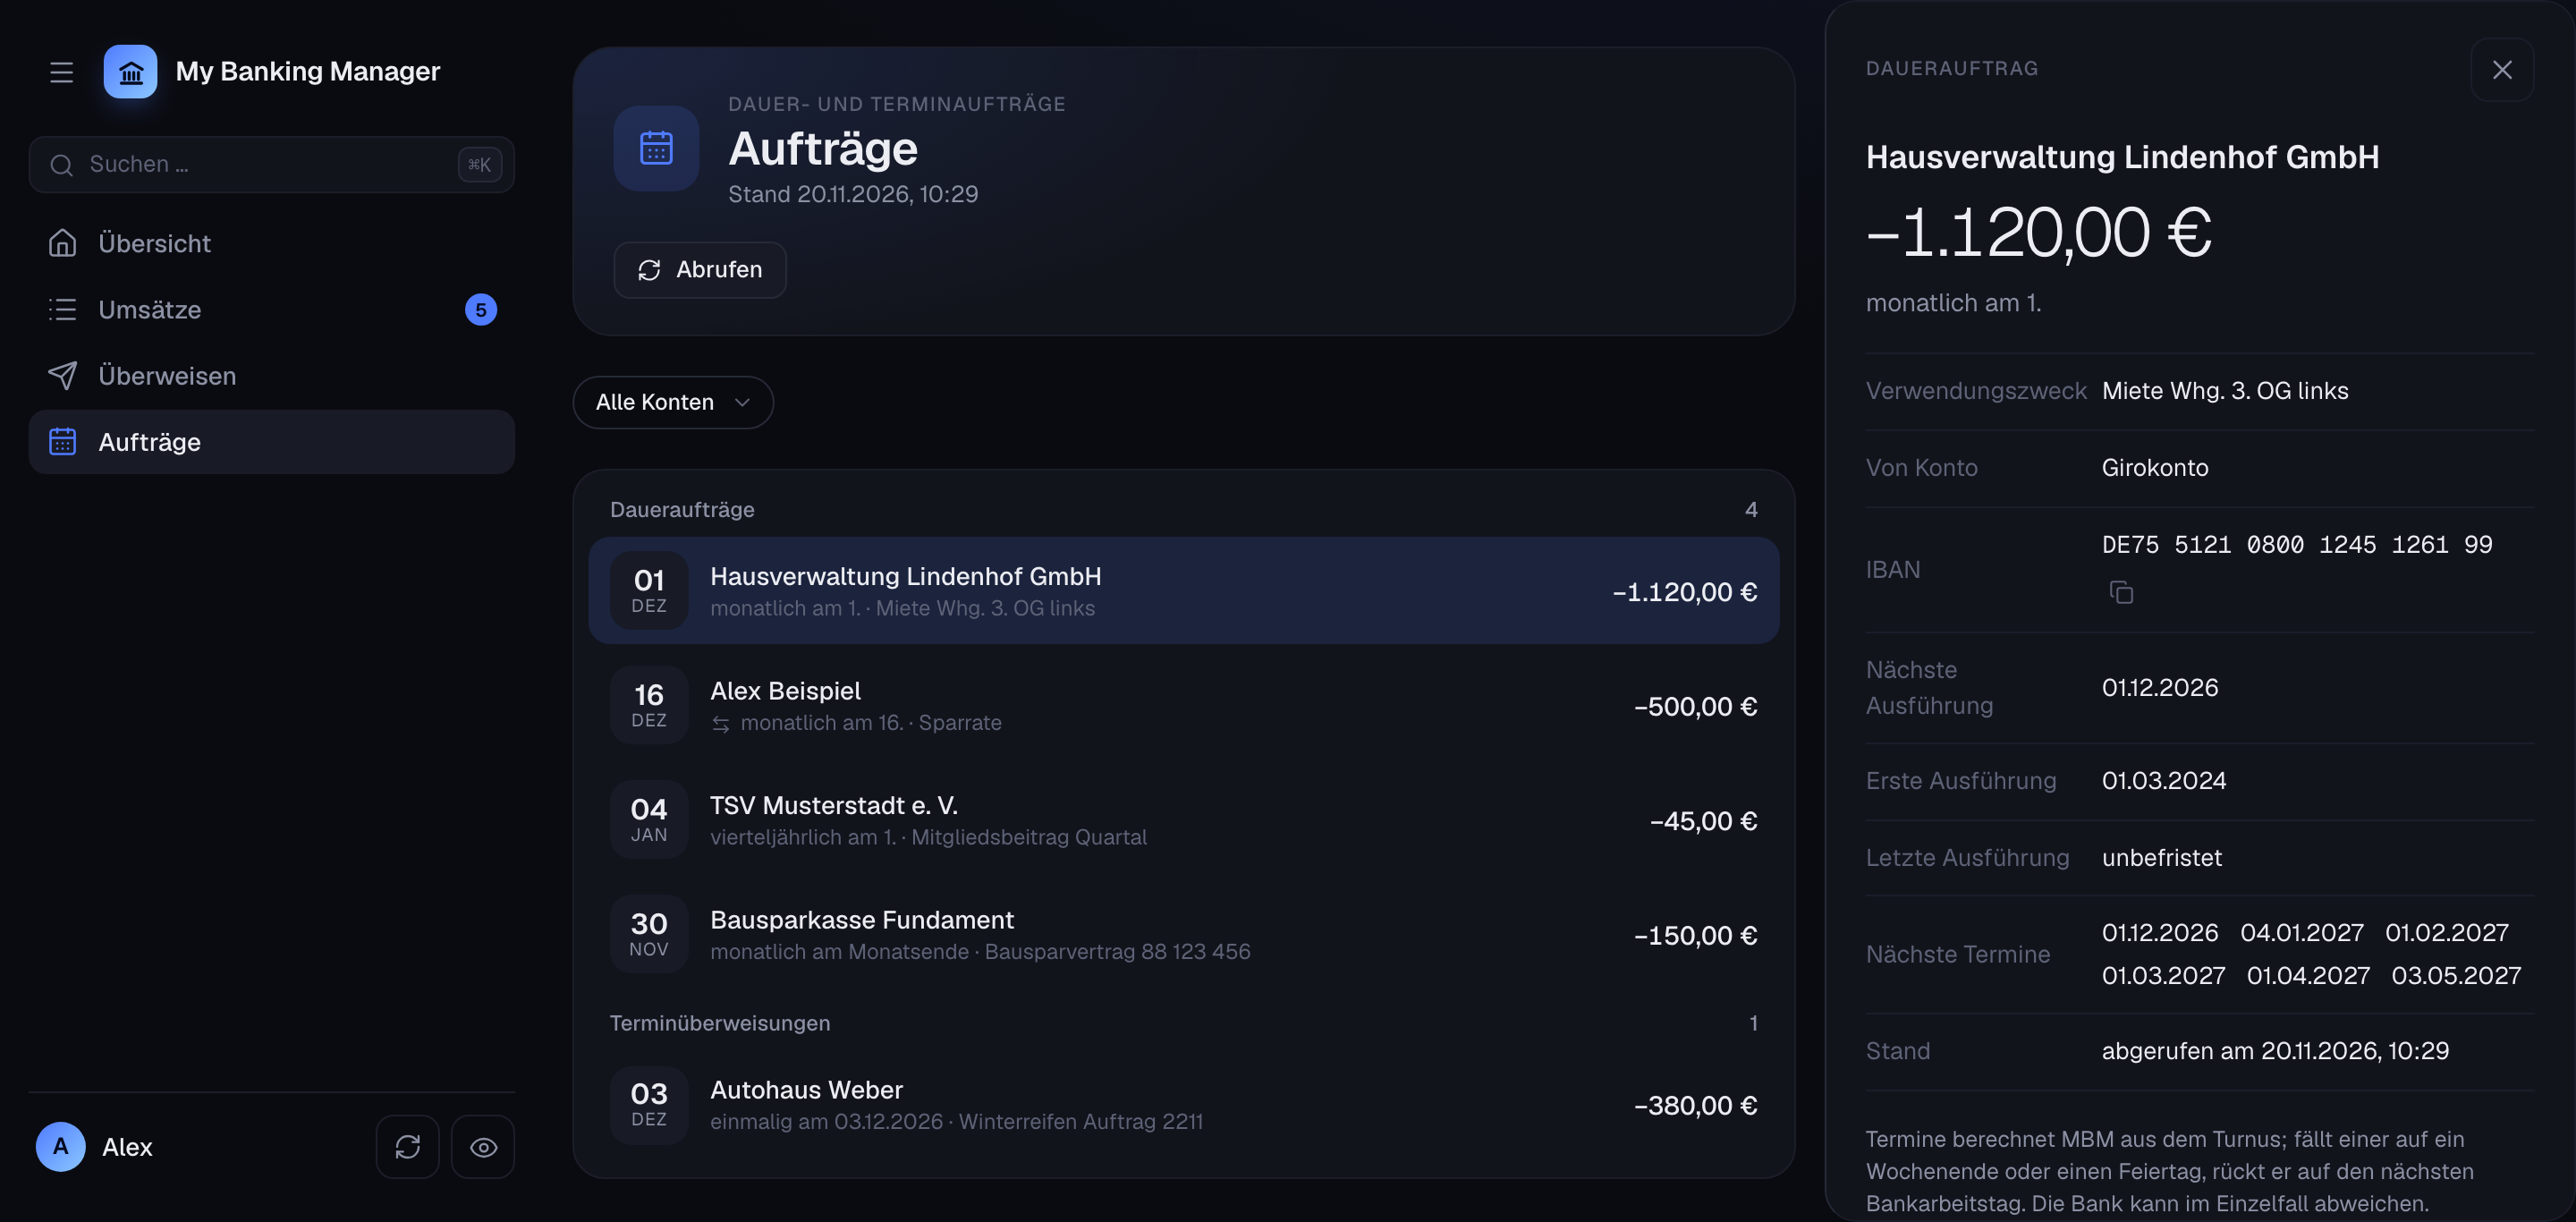 My Banking Manager
Suchen …
⌘K
Übersicht
Umsätze
5
Überweisen
Aufträge
A
Alex
DAUER- UND TERMINAUFTRÄGE
Aufträge
Stand 20.11.2026, 10:29
Abrufen
Alle Konten
Daueraufträge
4
01
DEZ
Hausverwaltung Lindenhof GmbH
monatlich am 1. · Miete Whg. 3. OG links
−1.120,00 €
16
DEZ
Alex Beispiel
monatlich am 16. · Sparrate
−500,00 €
04
JAN
TSV Musterstadt e. V.
vierteljährlich am 1. · Mitgliedsbeitrag Quartal
−45,00 €
30
NOV
Bausparkasse Fundament
monatlich am Monatsende · Bausparvertrag 88 123 456
−150,00 €
Terminüberweisungen
1
03
DEZ
Autohaus Weber
einmalig am 03.12.2026 · Winterreifen Auftrag 2211
−380,00 €
DAUERAUFTRAG
Hausverwaltung Lindenhof GmbH
−1.120,00 €
monatlich am 1.
Verwendungszweck Miete Whg. 3. OG links
Von Konto Girokonto
IBAN DE75 5121 0800 1245 1261 99
Nächste
Ausführung
01.12.2026
Erste Ausführung 01.03.2024
Letzte Ausführung unbefristet
Nächste Termine
01.12.2026 04.01.2027 01.02.2027
01.03.2027 01.04.2027 03.05.2027
Stand abgerufen am 20.11.2026, 10:29
Termine berechnet MBM aus dem Turnus; fällt einer auf ein
Wochenende oder einen Feiertag, rückt er auf den nächsten
Bankarbeitstag. Die Bank kann im Einzelfall abweichen.